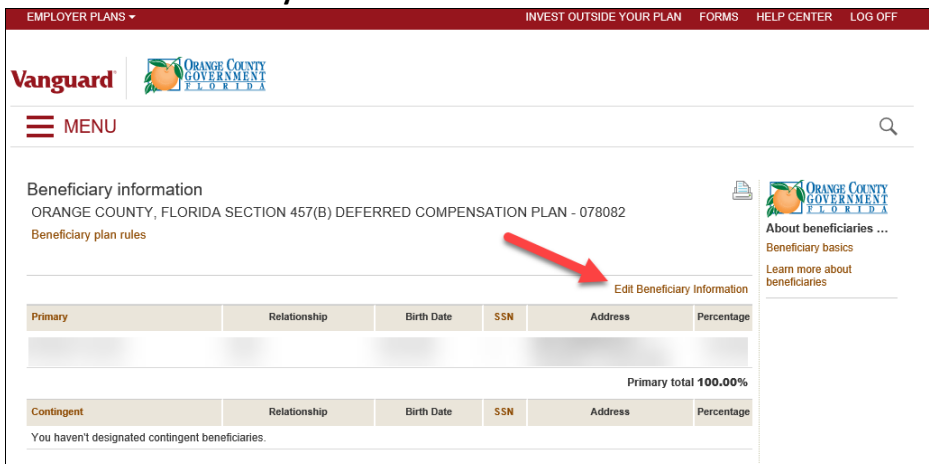 EMPLOYER PLANS
INVEST OUTSIDE YOUR PLAN FORMS HELP CENTER LOG OFF
Vanguard
ORANGE COUNTY
GOVERNMENT
FLORIDA
MENU
Beneficiary information
ORANGE COUNTY, FLORIDA SECTION 457(B) DEFERRED COMPENSATION PLAN - 078082
Beneficiary plan rules
Edit Beneficiary Information
Primary Relationship Birth Date SSN Address Percentage
Primary total 100.00%
Contingent Relationship Birth Date SSN Address Percentage
You haven't designated contingent beneficiaries.
ORANGE COUNTY
GOVERNMENT
FLORIDA
About beneficiaries ...
Beneficiary basics
Learn more about
beneficiaries